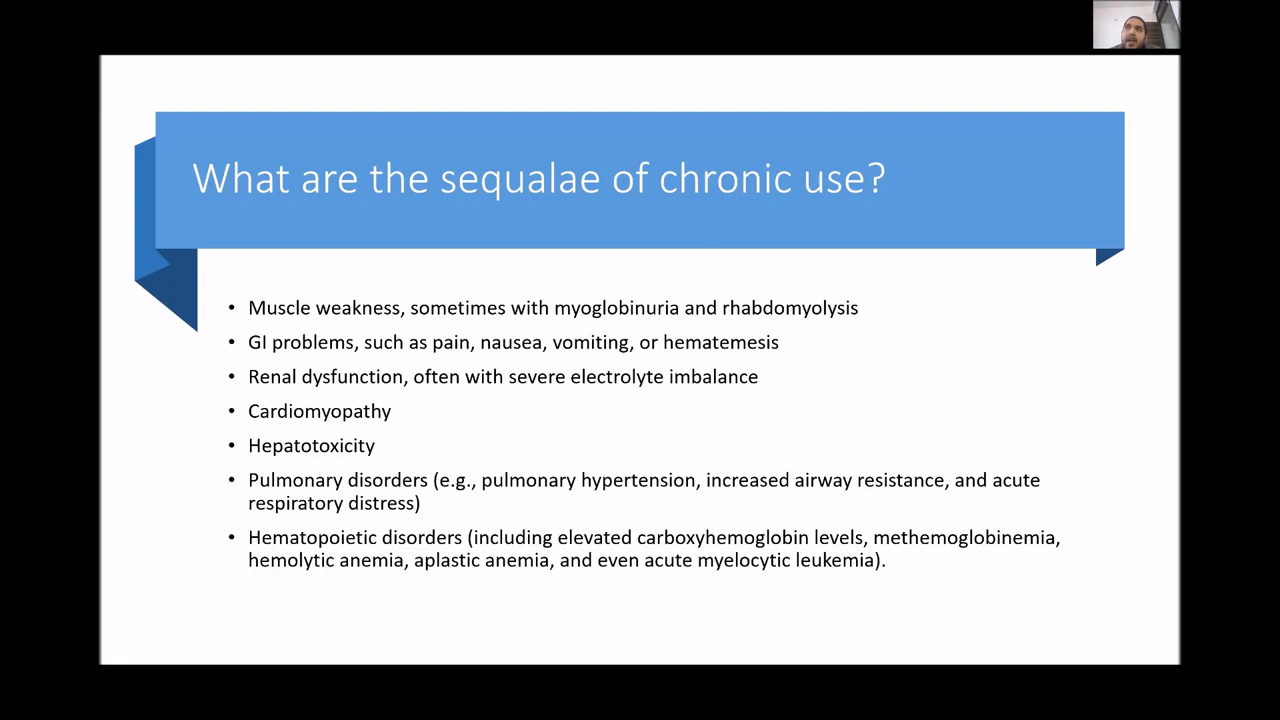 What are the sequalae of chronic use?
• Muscle weakness, sometimes with myoglobinuria and rhabdomyolysis
• GI problems, such as pain, nausea, vomiting, or hematemesis
• Renal dysfunction, often with severe electrolyte imbalance
• Cardiomyopathy
• Hepatotoxicity
• Pulmonary disorders (e.g., pulmonary hypertension, increased airway resistance, and acute
respiratory distress)
• Hematopoietic disorders (including elevated carboxyhemoglobin levels, methemoglobinemia,
hemolytic anemia, aplastic anemia, and even acute myelocytic leukemia).